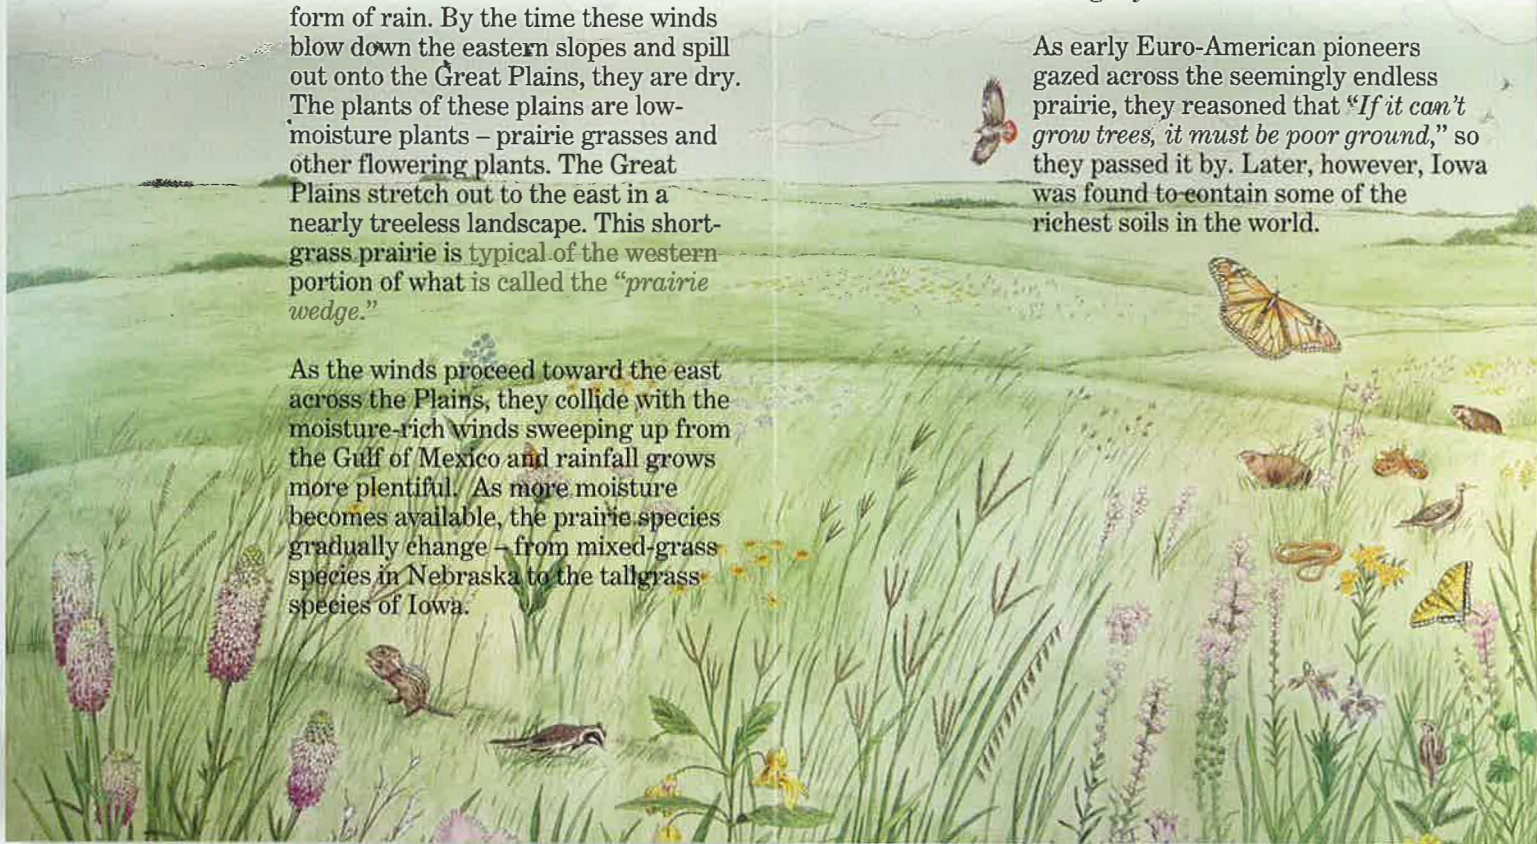 form of rain. By the time these winds
blow down the eastern slopes and spill
out onto the Great Plains, they are dry.
The plants of these plains are low-
moisture plants – prairie grasses and
other flowering plants. The Great
Plains stretch out to the east in a
nearly treeless landscape. This short-
grass prairie is typical of the western
portion of what is called the “prairie
wedge.”
As the winds proceed toward the east
across the Plains, they collide with the
moisture-rich winds sweeping up from
the Gulf of Mexico and rainfall grows
more plentiful. As more moisture
becomes available, the prairie species
gradually change – from mixed-grass
species in Nebraska to the tallgrass
species of Iowa.
As early Euro-American pioneers
gazed across the seemingly endless
prairie, they reasoned that “If it can’t
grow trees, it must be poor ground,” so
they passed it by. Later, however, Iowa
was found to contain some of the
richest soils in the world.